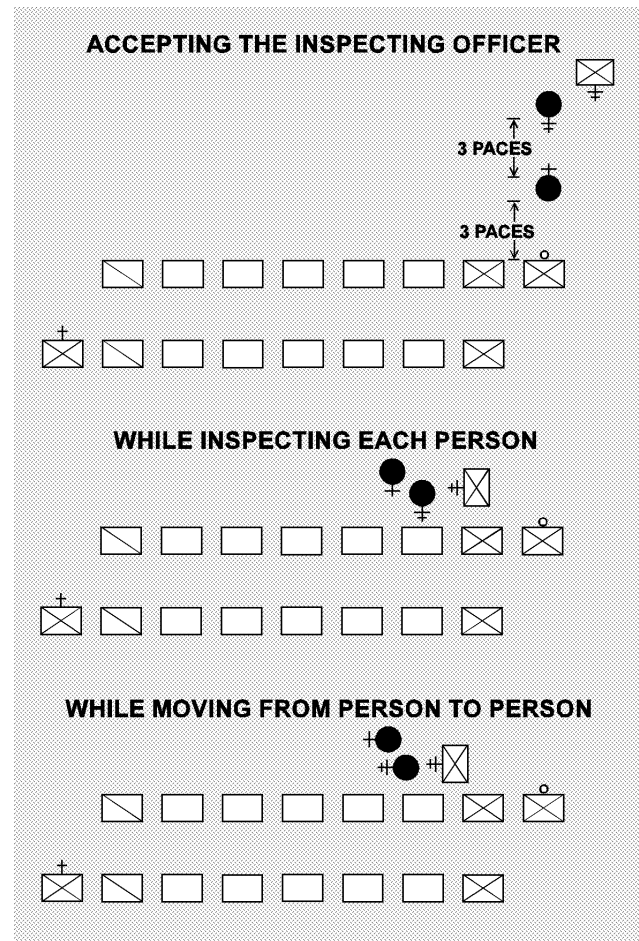 ACCEPTING THE INSPECTING OFFICER
3 PACES
3 PACES
WHILE INSPECTING EACH PERSON
WHILE MOVING FROM PERSON TO PERSON